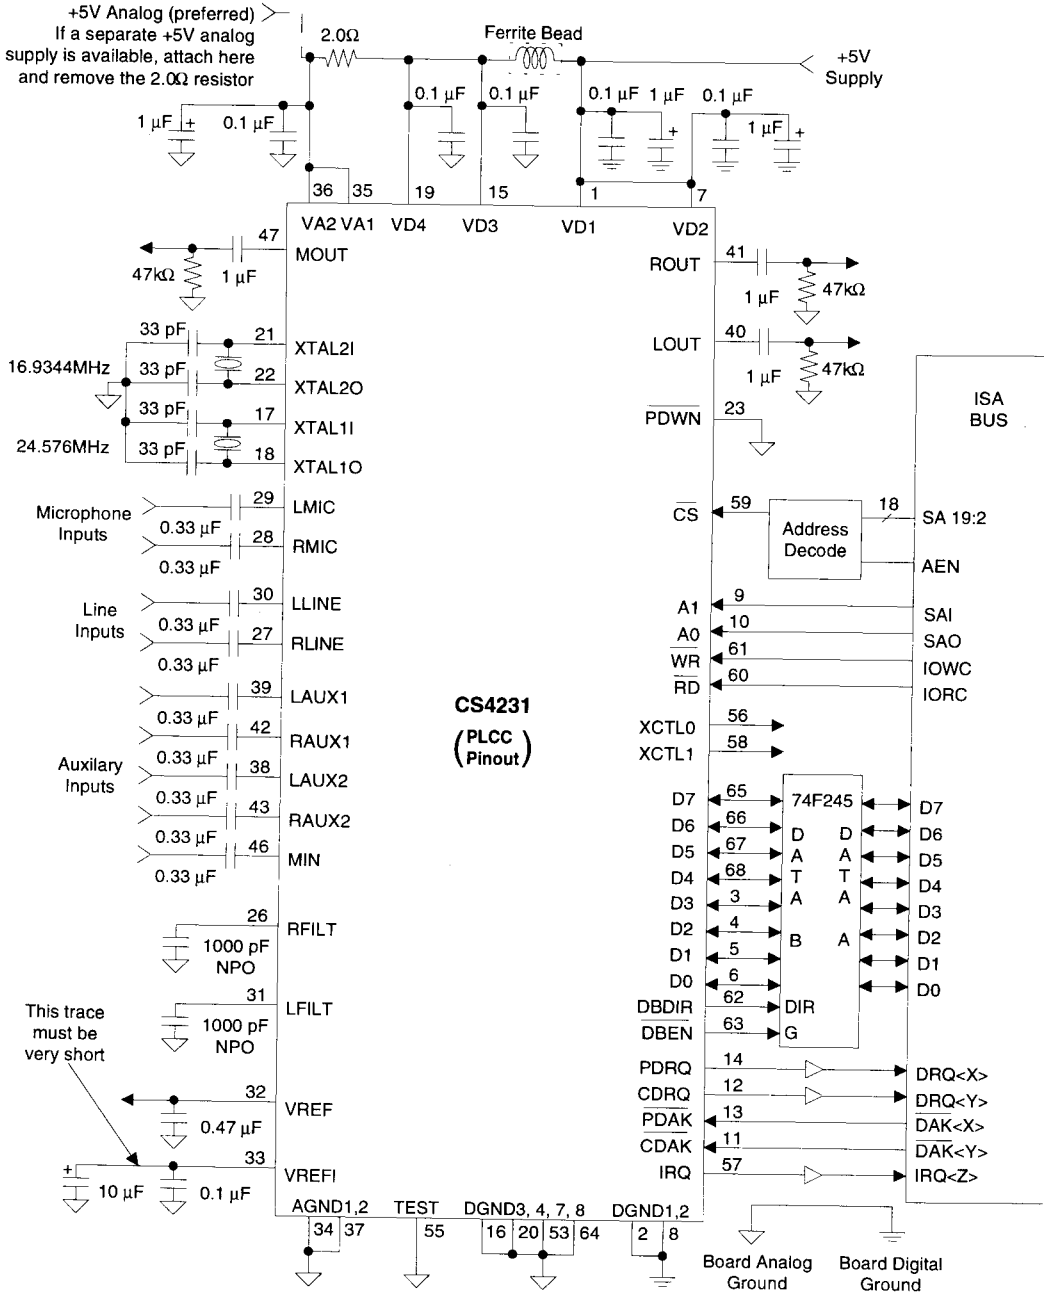 +5V Analog (preferred)
If a separate +5V analog
supply is available, attach here
and remove the 2.0Ω resistor
2.0Ω
Ferrite Bead
+5V
Supply
1 μF +
0.1 μF
0.1 μF
0.1 μF
0.1 μF
1 μF
+
0.1 μF
1 μF
+
36
35
19
15
1
7
VA2
VA1
VD4
VD3
VD1
VD2
47
MOUT
47kΩ
1 μF
41
ROUT
1 μF
47kΩ
40
LOUT
1 μF
47kΩ
33 pF
21
XTAL2I
16.9344MHz
33 pF
22
XTAL2O
33 pF
17
XTAL1I
24.576MHz
33 pF
18
XTAL1O
PDWN
23
ISA
BUS
Microphone
Inputs
29
LMIC
0.33 μF
28
RMIC
0.33 μF
CS
59
Address
Decode
18
SA 19:2
AEN
Line
Inputs
30
LLINE
0.33 μF
27
RLINE
0.33 μF
A1
9
SAI
A0
10
SAO
WR
61
IOWC
RD
60
IORC
39
LAUX1
0.33 μF
42
RAUX1
0.33 μF
Auxilary
Inputs
38
LAUX2
0.33 μF
43
RAUX2
0.33 μF
46
MIN
0.33 μF
CS4231
(PLCC
Pinout)
XCTL0
56
XCTL1
58
74F245
D D
A A
T T
A A
B A
DIR
G
D7
65
D7
D6
66
D6
D5
67
D5
D4
68
D4
D3
3
D3
D2
4
D2
D1
5
D1
D0
6
D0
DBDIR
62
DBEN
63
26
RFILT
1000 pF
NPO
31
LFILT
1000 pF
NPO
This trace
must be
very short
32
VREF
0.47 μF
33
VREFI
+
10 μF
0.1 μF
PDRQ
14
DRQ<X>
CDRQ
12
DRQ<Y>
PDAK
13
DAK<X>
CDAK
11
DAK<Y>
IRQ
57
IRQ<Z>
AGND1,2
TEST
DGND3, 4, 7, 8
DGND1,2
34
37
55
16
20
53
64
2
8
Board Analog
Ground
Board Digital
Ground